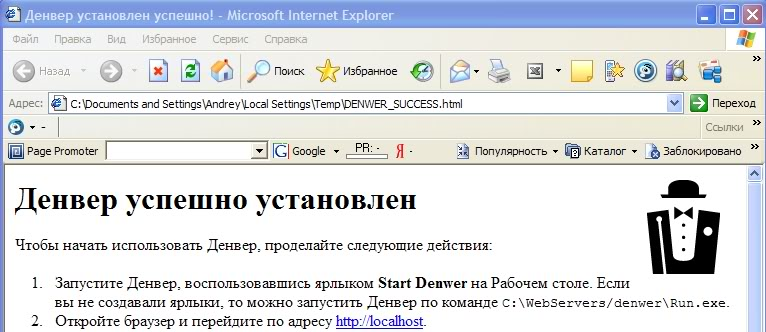 Денвер установлен успешно! - Microsoft Internet Explorer
Файл Правка Вид Избранное Сервис Справка
Назад Поиск Избранное
Адрес: C:\Documents and Settings\Andrey\Local Settings\Temp\DENWER_SUCCESS.html Переход
Ссылки
Page Promoter Google PR: - Я - Популярность Каталог Заблокировано
Денвер успешно установлен
Чтобы начать использовать Денвер, проделайте следующие действия:
1. Запустите Денвер, воспользовавшись ярлыком Start Denwer на Рабочем столе. Если
вы не создавали ярлыки, то можно запустить Денвер по команде C:\WebServers/denwer\Run.exe.
2. Откройте браузер и перейдите по адресу http://localhost.